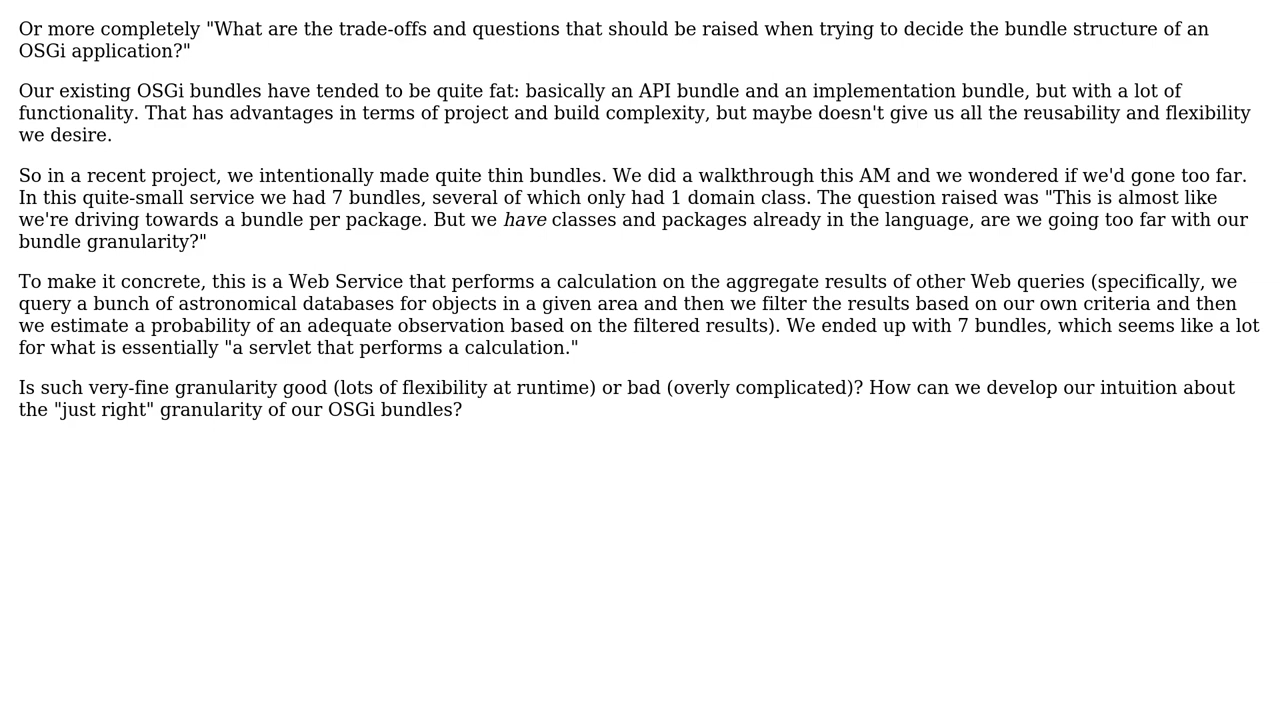 Or more completely "What are the trade-offs and questions that should be raised when trying to decide the bundle structure of an
OSGi application?"
Our existing OSGi bundles have tended to be quite fat: basically an API bundle and an implementation bundle, but with a lot of
functionality. That has advantages in terms of project and build complexity, but maybe doesn't give us all the reusability and flexibility
we desire.
So in a recent project, we intentionally made quite thin bundles. We did a walkthrough this AM and we wondered if we'd gone too far.
In this quite-small service we had 7 bundles, several of which only had 1 domain class. The question raised was "This is almost like
we're driving towards a bundle per package. But we have classes and packages already in the language, are we going too far with our
bundle granularity?"
To make it concrete, this is a Web Service that performs a calculation on the aggregate results of other Web queries (specifically, we
query a bunch of astronomical databases for objects in a given area and then we filter the results based on our own criteria and then
we estimate a probability of an adequate observation based on the filtered results). We ended up with 7 bundles, which seems like a lot
for what is essentially "a servlet that performs a calculation."
Is such very-fine granularity good (lots of flexibility at runtime) or bad (overly complicated)? How can we develop our intuition about
the "just right" granularity of our OSGi bundles?